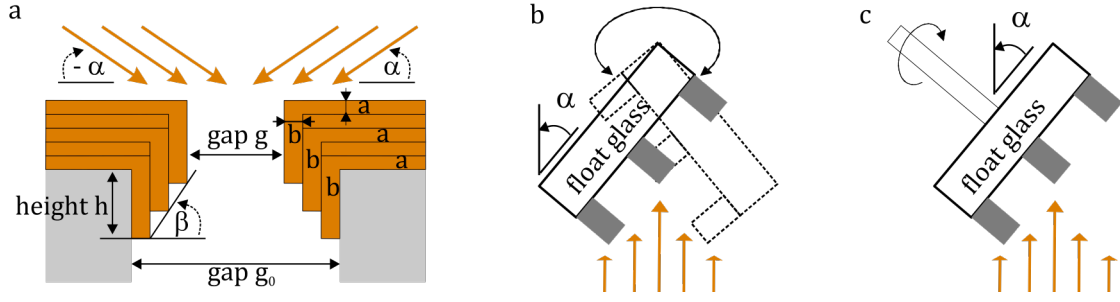 a
- α
α
a
b
gap g
a
b
a
b
height h
β
gap g₀
b
α
float glass
c
α
float glass